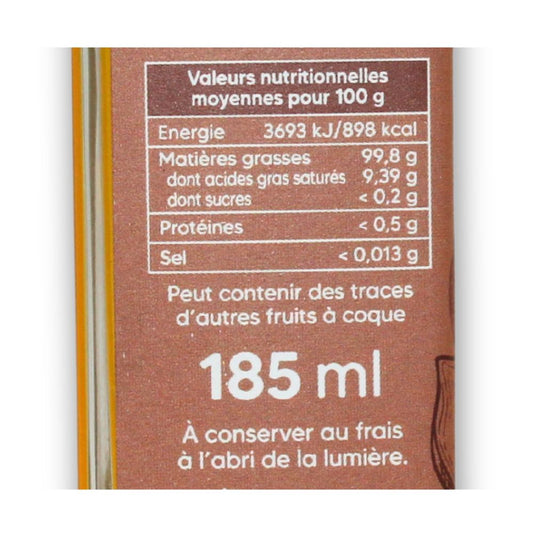 Valeurs nutritionnelles
moyennes pour 100 g
Energie 3693 kJ/898 kcal
Matières grasses 99,8 g
dont acides gras saturés 9,39 g
dont sucres < 0,2 g
Protéines < 0,5 g
Sel < 0,013 g
Peut contenir des traces
d'autres fruits à coque
185 ml
À conserver au frais
à l'abri de la lumière.